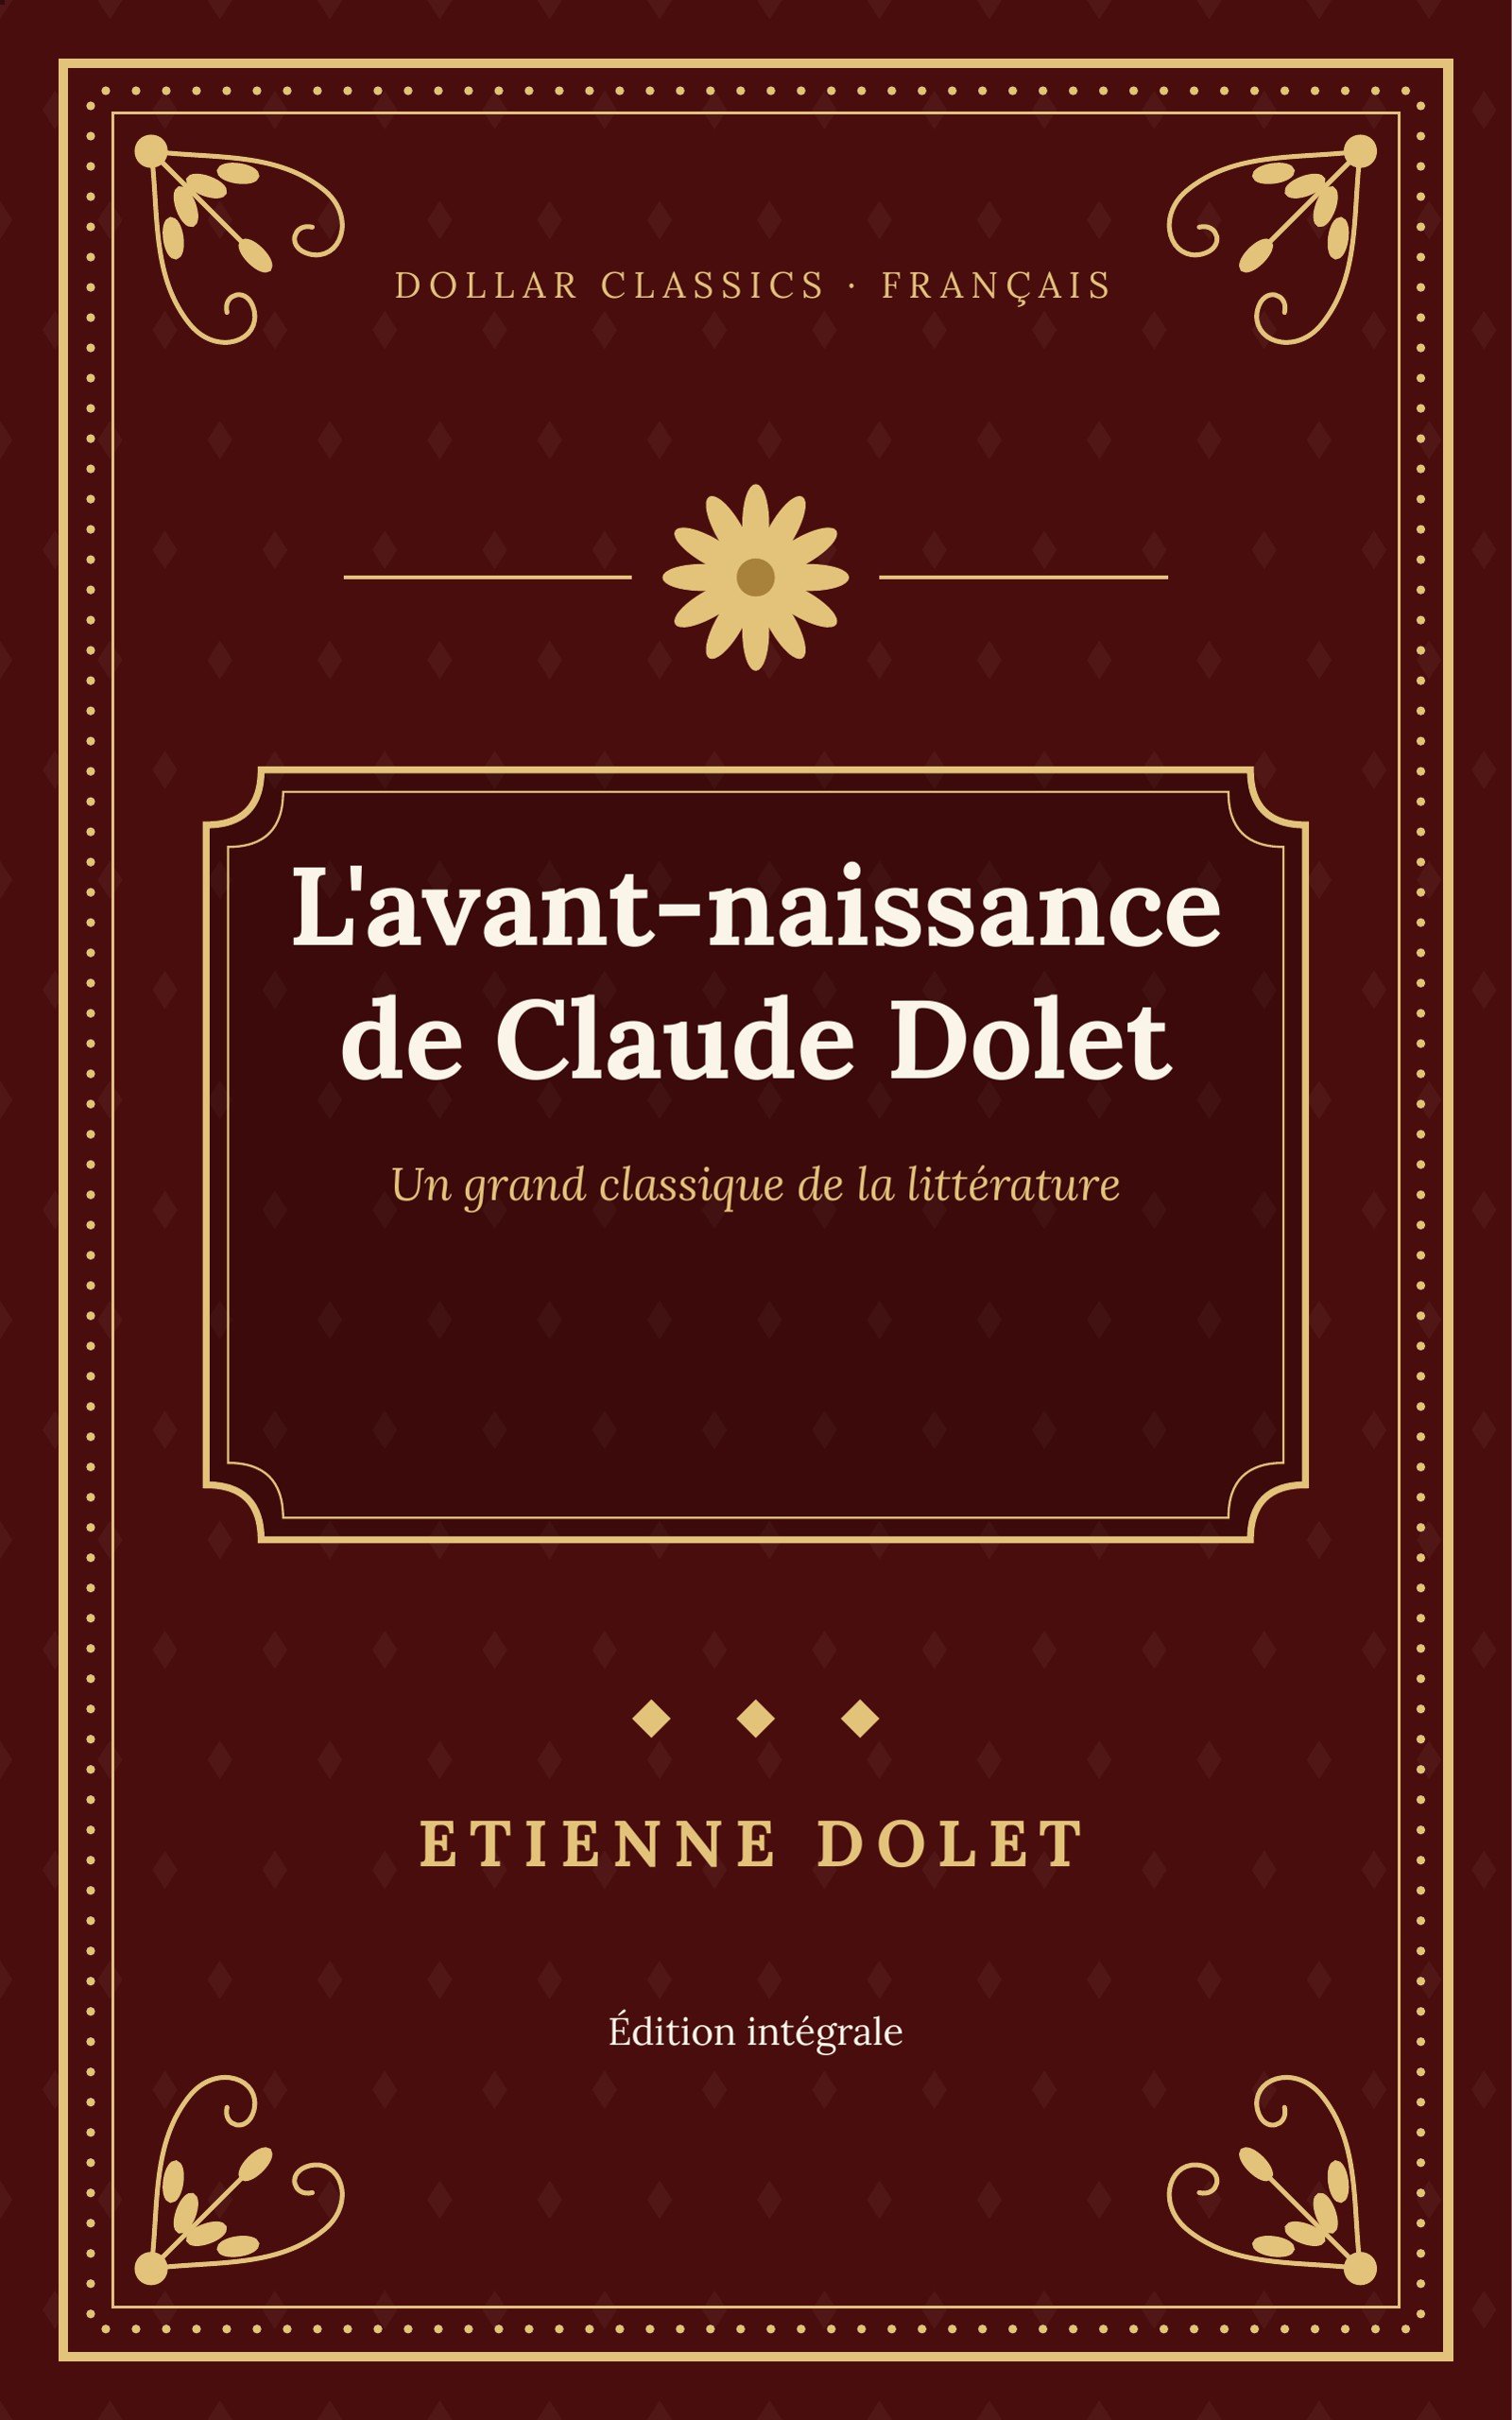 DOLLAR CLASSICS · FRANÇAIS
L'avant-naissance
de Claude Dolet
Un grand classique de la littérature
ETIENNE DOLET
Édition intégrale